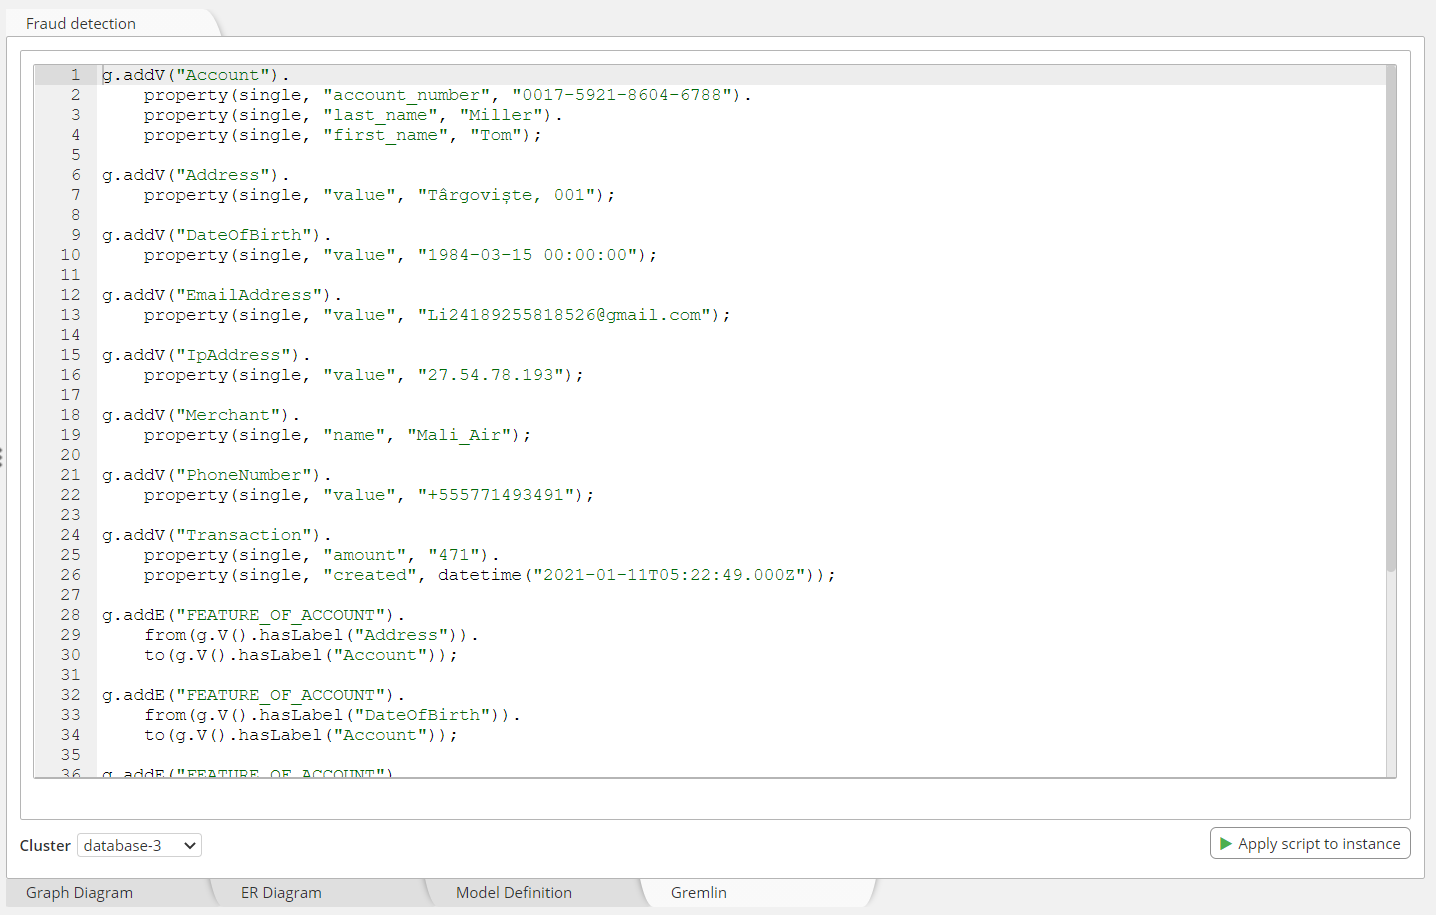 Fraud detection
1 g.addV("Account").
2     property(single, "account_number", "0017-5921-8604-6788").
3     property(single, "last_name", "Miller").
4     property(single, "first_name", "Tom");
5
6 g.addV("Address").
7     property(single, "value", "Târgoviște, 001");
8
9 g.addV("DateOfBirth").
10     property(single, "value", "1984-03-15 00:00:00");
11
12 g.addV("EmailAddress").
13     property(single, "value", "Li24189255818526@gmail.com");
14
15 g.addV("IpAddress").
16     property(single, "value", "27.54.78.193");
17
18 g.addV("Merchant").
19     property(single, "name", "Mali_Air");
20
21 g.addV("PhoneNumber").
22     property(single, "value", "+555771493491");
23
24 g.addV("Transaction").
25     property(single, "amount", "471").
26     property(single, "created", datetime("2021-01-11T05:22:49.000Z"));
27
28 g.addE("FEATURE_OF_ACCOUNT").
29     from(g.V().hasLabel("Address")).
30     to(g.V().hasLabel("Account"));
31
32 g.addE("FEATURE_OF_ACCOUNT").
33     from(g.V().hasLabel("DateOfBirth")).
34     to(g.V().hasLabel("Account"));
35
36 g.addE("FEATURE_OF_ACCOUNT")
Cluster database-3
Apply script to instance
Graph Diagram ER Diagram Model Definition Gremlin